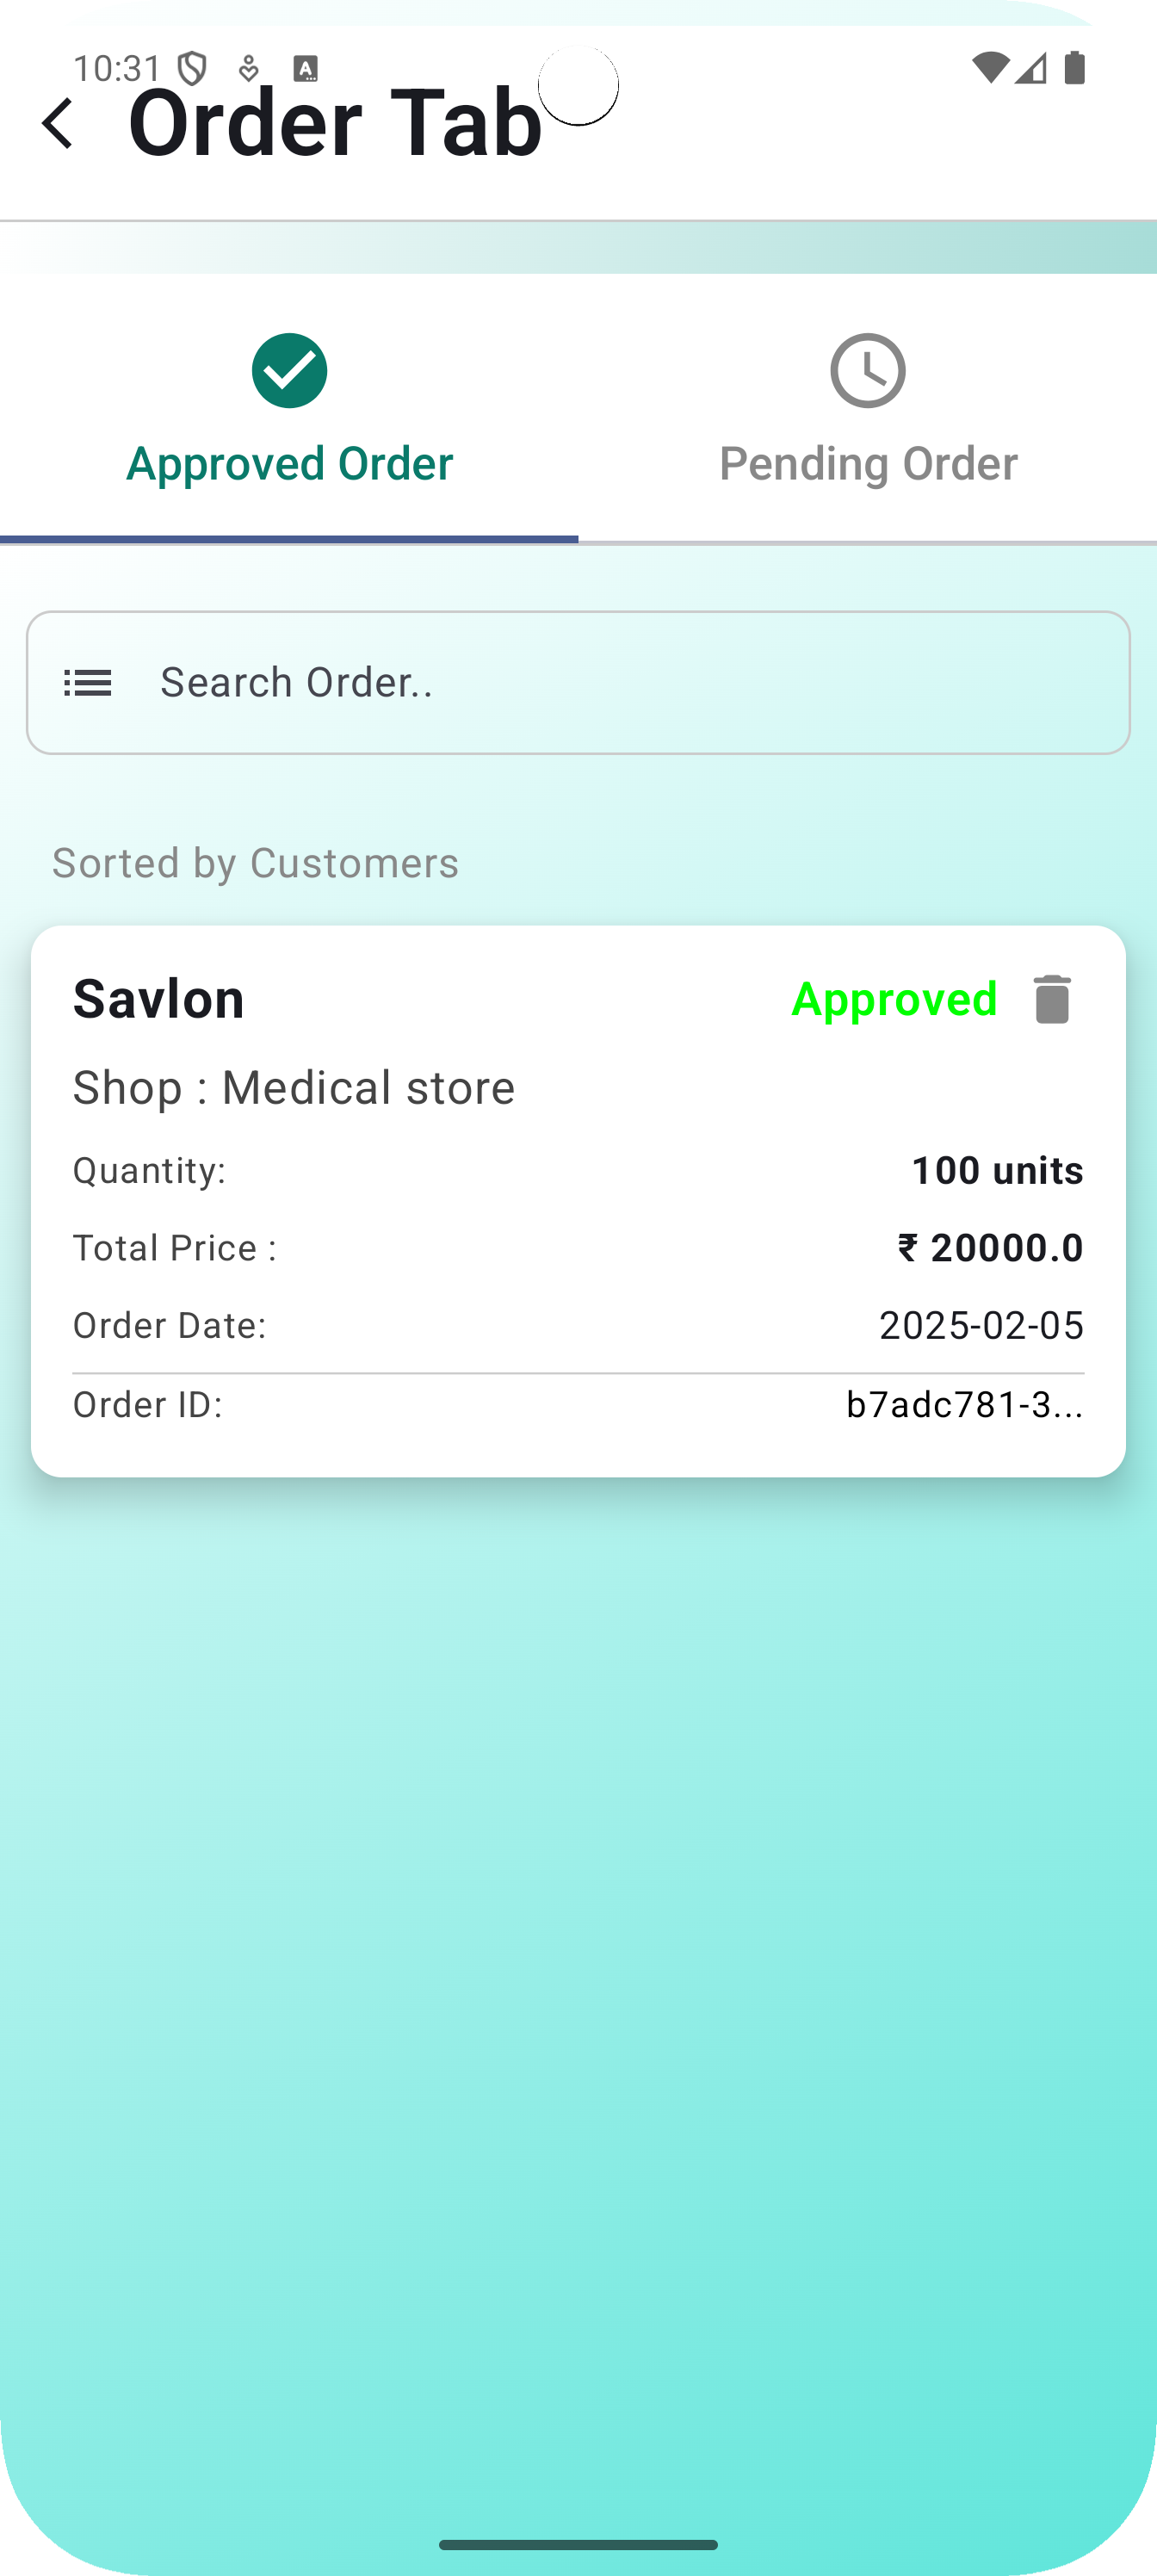 10:31
Order Tab
Approved Order
Pending Order
Search Order..
Sorted by Customers
Savlon
Approved
Shop : Medical store
Quantity:
100 units
Total Price :
₹ 20000.0
Order Date:
2025-02-05
Order ID:
b7adc781-3...